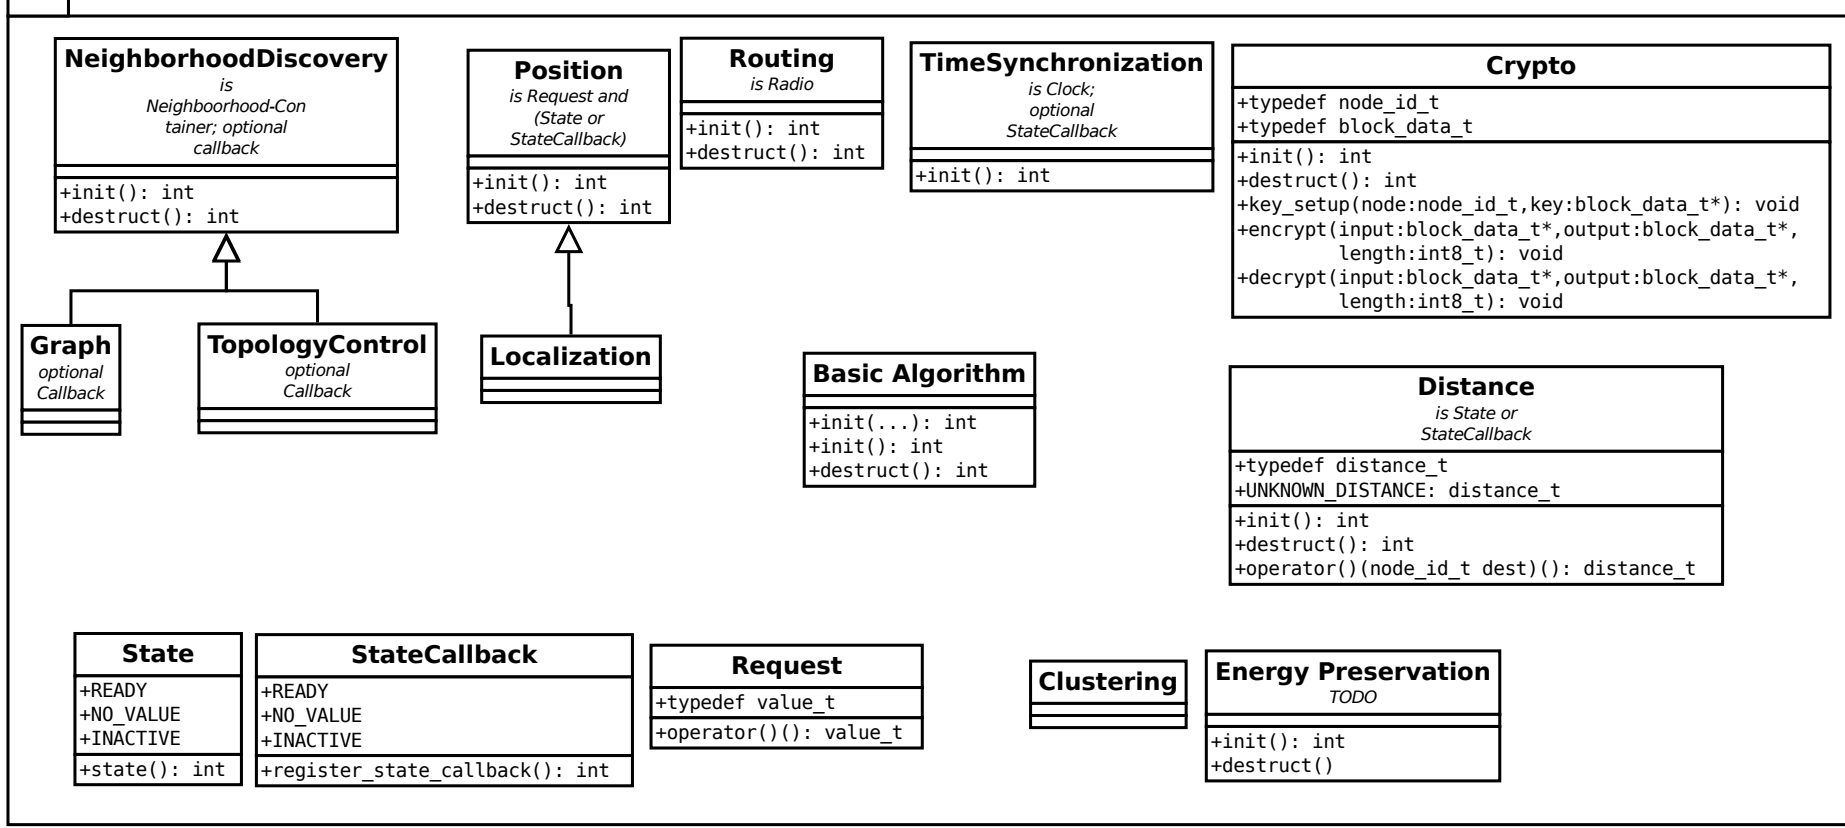 NeighborhoodDiscovery
is
Neighboorhood-Con
tainer; optional
callback
+init(): int
+destruct(): int
Position
is Request and
(State or
StateCallback)
+init(): int
+destruct(): int
Routing
is Radio
+init(): int
+destruct(): int
TimeSynchronization
is Clock;
optional
StateCallback
+init(): int
Crypto
+typedef node_id_t
+typedef block_data_t
+init(): int
+destruct(): int
+key_setup(node:node_id_t,key:block_data_t*): void
+encrypt(input:block_data_t*,output:block_data_t*,
length:int8_t): void
+decrypt(input:block_data_t*,output:block_data_t*,
length:int8_t): void
Graph
optional
Callback
TopologyControl
optional
Callback
Localization
Basic Algorithm
+init(...): int
+init(): int
+destruct(): int
Distance
is State or
StateCallback
+typedef distance_t
+UNKNOWN_DISTANCE: distance_t
+init(): int
+destruct(): int
+operator()(node_id_t dest)(): distance_t
State
+READY
+NO_VALUE
+INACTIVE
+state(): int
StateCallback
+READY
+NO_VALUE
+INACTIVE
+register_state_callback(): int
Request
+typedef value_t
+operator()(): value_t
Clustering
Energy Preservation
TODO
+init(): int
+destruct()